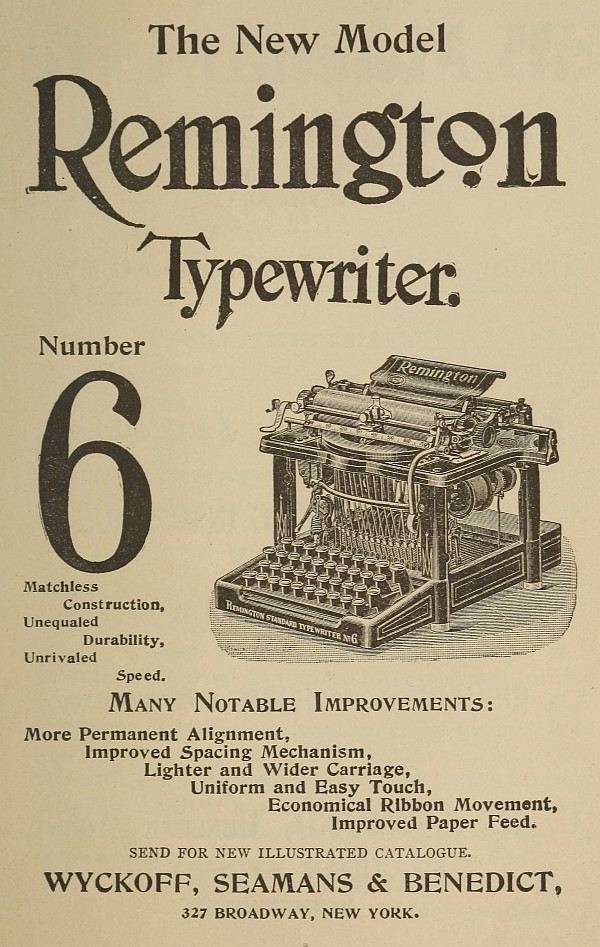 The New Model
Remington
Typewriter.
Number
6
Remington
REMINGTON STANDARD TYPEWRITER No 6
Matchless
Construction,
Unequaled
Durability,
Unrivaled
Speed.
MANY NOTABLE IMPROVEMENTS:
More Permanent Alignment,
Improved Spacing Mechanism,
Lighter and Wider Carriage,
Uniform and Easy Touch,
Economical Ribbon Movement,
Improved Paper Feed.
SEND FOR NEW ILLUSTRATED CATALOGUE.
WYCKOFF, SEAMANS & BENEDICT,
327 BROADWAY, NEW YORK.